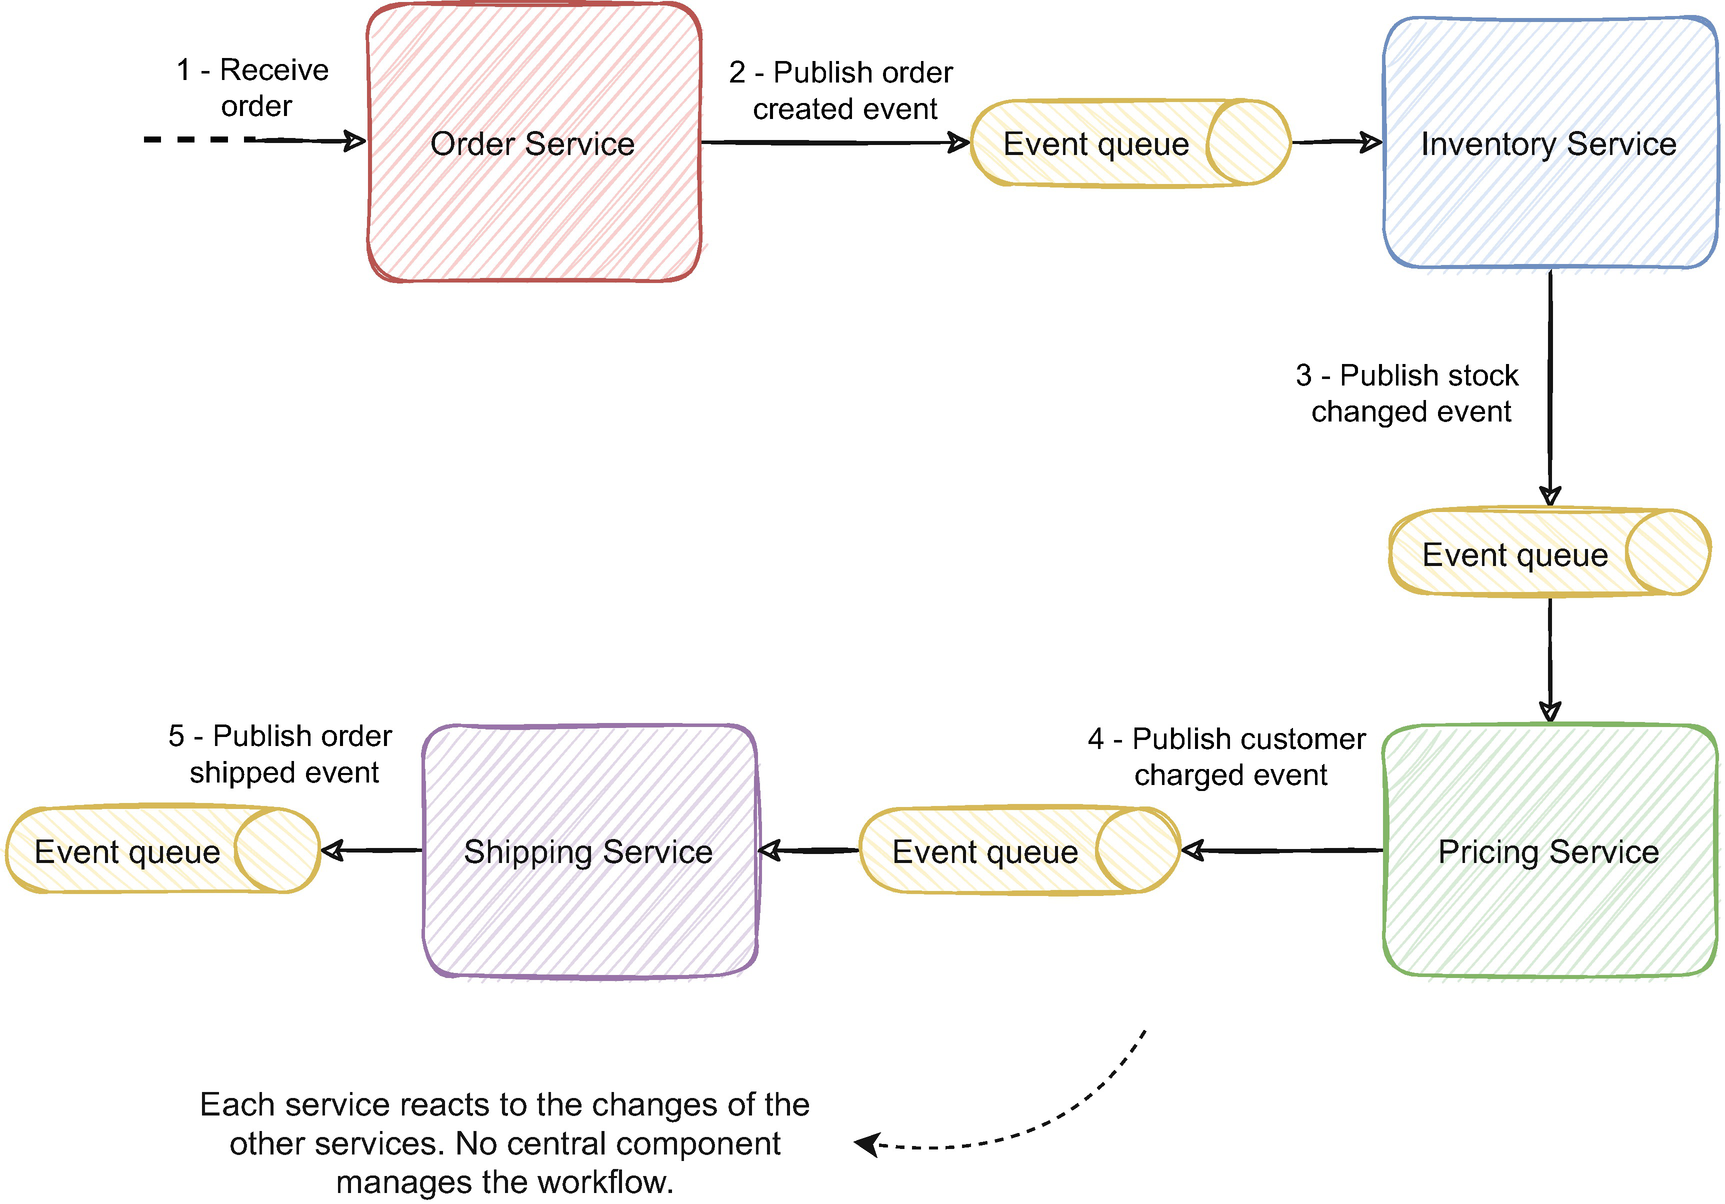 1 - Receive
order
Order Service
2 - Publish order
created event
Event queue
Inventory Service
3 - Publish stock
changed event
Event queue
Pricing Service
4 - Publish customer
charged event
Event queue
Shipping Service
5 - Publish order
shipped event
Event queue
Each service reacts to the changes of the
other services. No central component
manages the workflow.